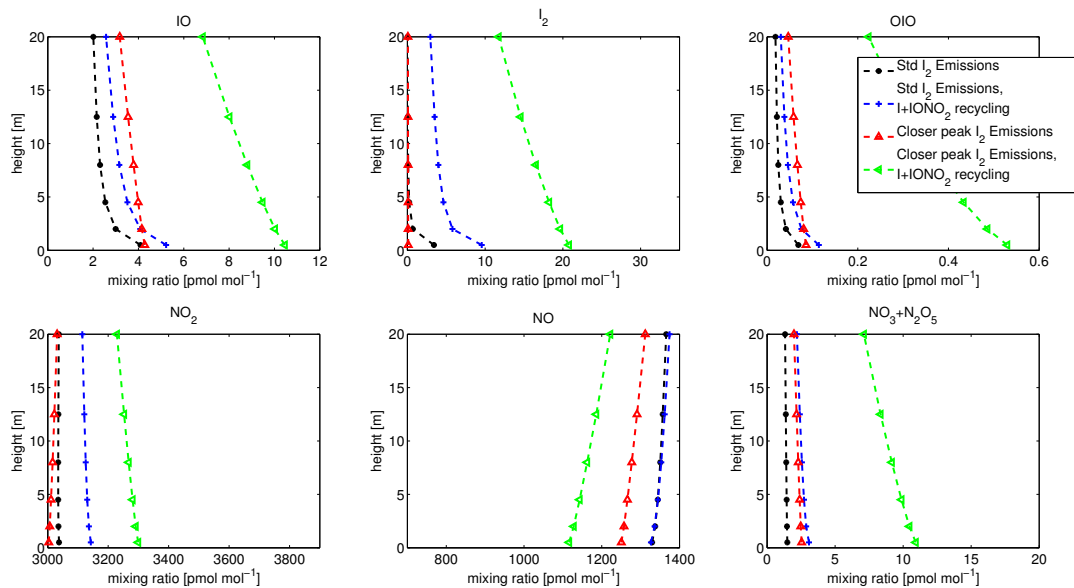 IO
I2
OIO
20
15
10
5
0
height [m]
0 2 4 6 8 10 12
mixing ratio [pmol mol−1]
20
15
10
5
0
height [m]
0 10 20 30
mixing ratio [pmol mol−1]
20
15
10
5
0
height [m]
0 0.2 0.4 0.6
mixing ratio [pmol mol−1]
Std I2 Emissions
Std I2 Emissions,
I+IONO2 recycling
Closer peak I2 Emissions
Closer peak I2 Emissions,
I+IONO2 recycling
NO2
NO
NO3+N2O5
20
15
10
5
0
height [m]
3000 3200 3400 3600 3800
mixing ratio [pmol mol−1]
20
15
10
5
0
height [m]
800 1000 1200 1400
mixing ratio [pmol mol−1]
20
15
10
5
0
height [m]
0 5 10 15 20
mixing ratio [pmol mol−1]